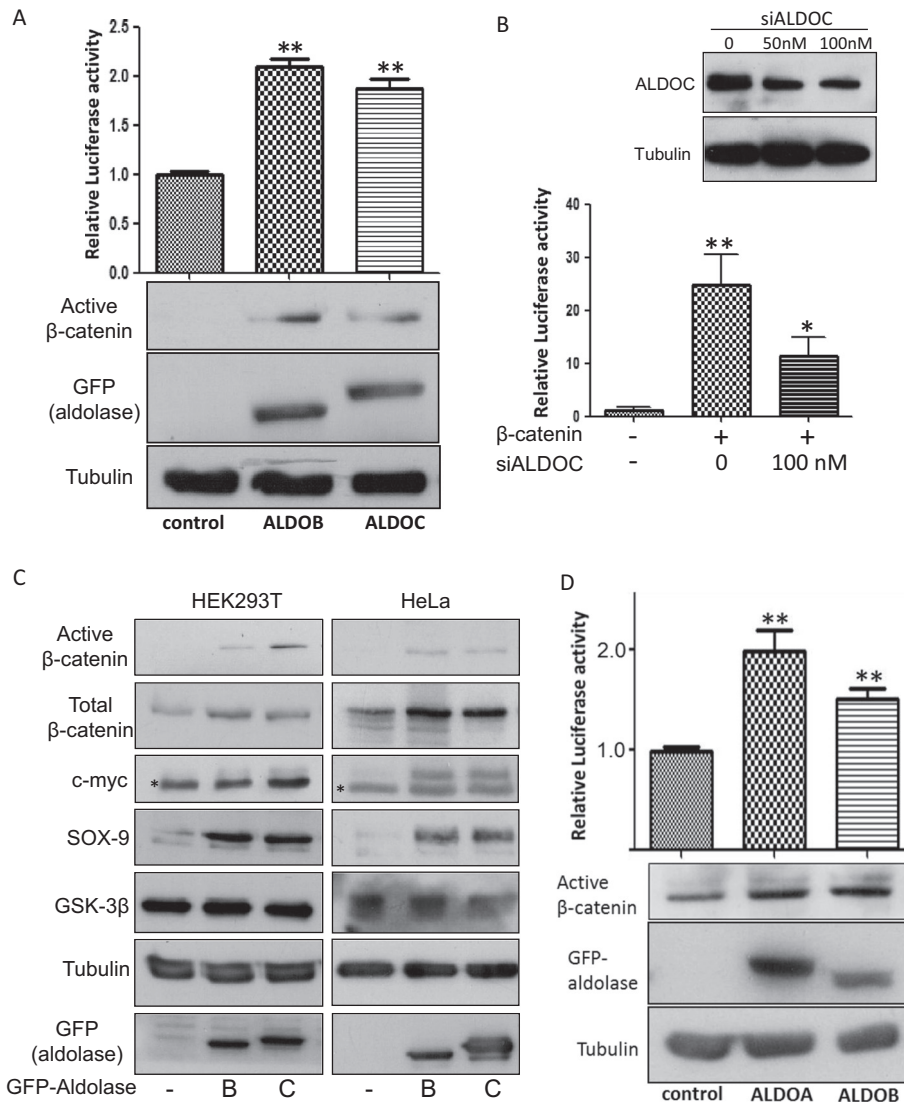 A
Relative Luciferase activity
2.5
2.0
1.5
1.0
0.5
0.0
**
**
Active
β-catenin
GFP
(aldolase)
Tubulin
control ALDOB ALDOC
B
siALDOC
0 50nM 100nM
ALDOC
Tubulin
Relative Luciferase activity
40
30
20
10
0
**
*
β-catenin - + +
siALDOC - 0 100 nM
C
HEK293T HeLa
Active
β-catenin
Total
β-catenin
c-myc * *
SOX-9
GSK-3β
Tubulin
GFP
(aldolase)
GFP-Aldolase - B C - B C
D
Relative Luciferase activity
2.0
1.0
**
**
Active
β-catenin
GFP-
aldolase
Tubulin
control ALDOA ALDOB